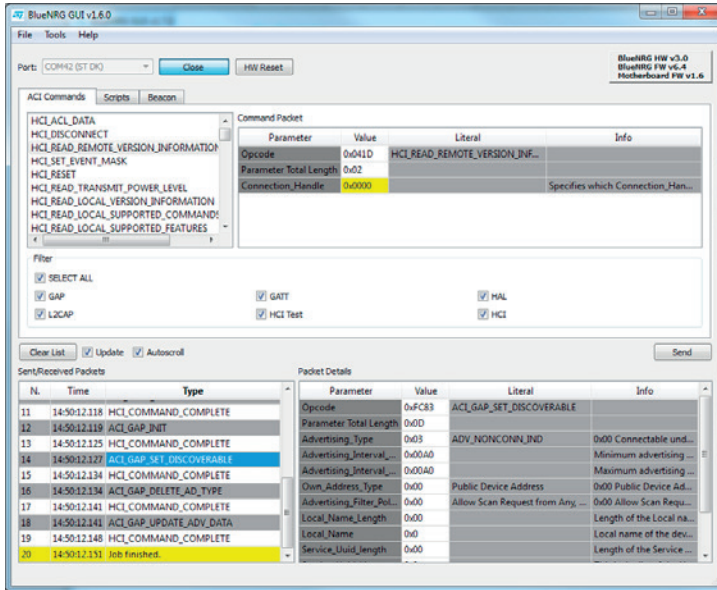 BlueNRG GUI v1.6.0
File Tools Help
Port: COM42 (ST DK) Close HW Reset
BlueNRG HW v3.0
BlueNRG FW v6.4
Motherboard FW v1.6
ACI Commands Scripts Beacon
HCI_ACL_DATA
HCI_DISCONNECT
HCI_READ_REMOTE_VERSION_INFORMATION
HCI_SET_EVENT_MASK
HCI_RESET
HCI_READ_TRANSMIT_POWER_LEVEL
HCI_READ_LOCAL_VERSION_INFORMATION
HCI_READ_LOCAL_SUPPORTED_COMMANDS
HCI_READ_LOCAL_SUPPORTED_FEATURES
Command Packet
Parameter Value Literal Info
Opcode 0x041D HCI_READ_REMOTE_VERSION_INF...
Parameter Total Length 0x02
Connection_Handle 0x0000 Specifies which Connection_Han...
Filter
SELECT ALL
GAP GATT HAL
L2CAP HCI Test HCI
Clear List Update Autoscroll Send
Sent/Received Packets
N. Time Type
11 14:50:12.118 HCI_COMMAND_COMPLETE
12 14:50:12.119 ACI_GAP_INIT
13 14:50:12.125 HCI_COMMAND_COMPLETE
14 14:50:12.127 ACI_GAP_SET_DISCOVERABLE
15 14:50:12.134 HCI_COMMAND_COMPLETE
16 14:50:12.134 ACI_GAP_DELETE_AD_TYPE
17 14:50:12.141 HCI_COMMAND_COMPLETE
18 14:50:12.141 ACI_GAP_UPDATE_ADV_DATA
19 14:50:12.148 HCI_COMMAND_COMPLETE
20 14:50:12.151 Job finished.
Packet Details
Parameter Value Literal Info
Opcode 0xFC83 ACI_GAP_SET_DISCOVERABLE
Parameter Total Length 0x0D
Advertising_Type 0x03 ADV_NONCONN_IND 0x00 Connectable und...
Advertising_Interval_... 0x00A0 Minimum advertising ...
Advertising_Interval_... 0x00A0 Maximum advertising ...
Own_Address_Type 0x00 Public Device Address 0x00 Public Device Ad...
Advertising_Filter_Pol... 0x00 Allow Scan Request from Any, ... 0x00 Allow Scan Requ...
Local_Name_Length 0x00 Length of the Local na...
Local_Name 0x0 Local name of the dev...
Service_Uuid_length 0x00 Length of the Service ...